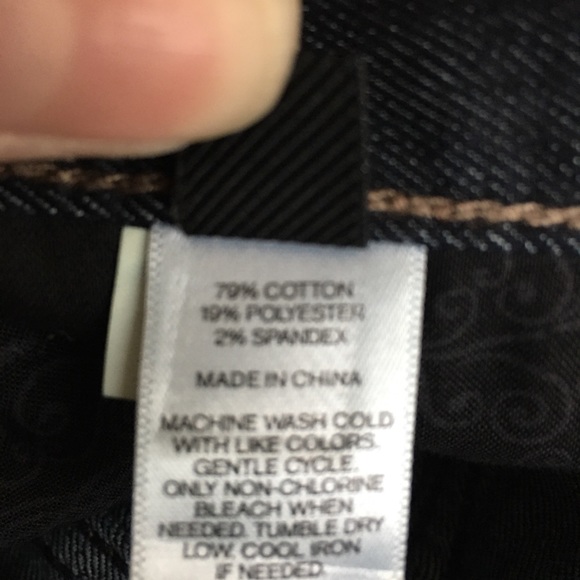 79% COTTON
19% POLYESTER
2% SPANDEX
MADE IN CHINA
MACHINE WASH COLD
WITH LIKE COLORS.
GENTLE CYCLE.
ONLY NON-CHLORINE
BLEACH WHEN
NEEDED. TUMBLE DRY
LOW. COOL IRON
IF NEEDED.